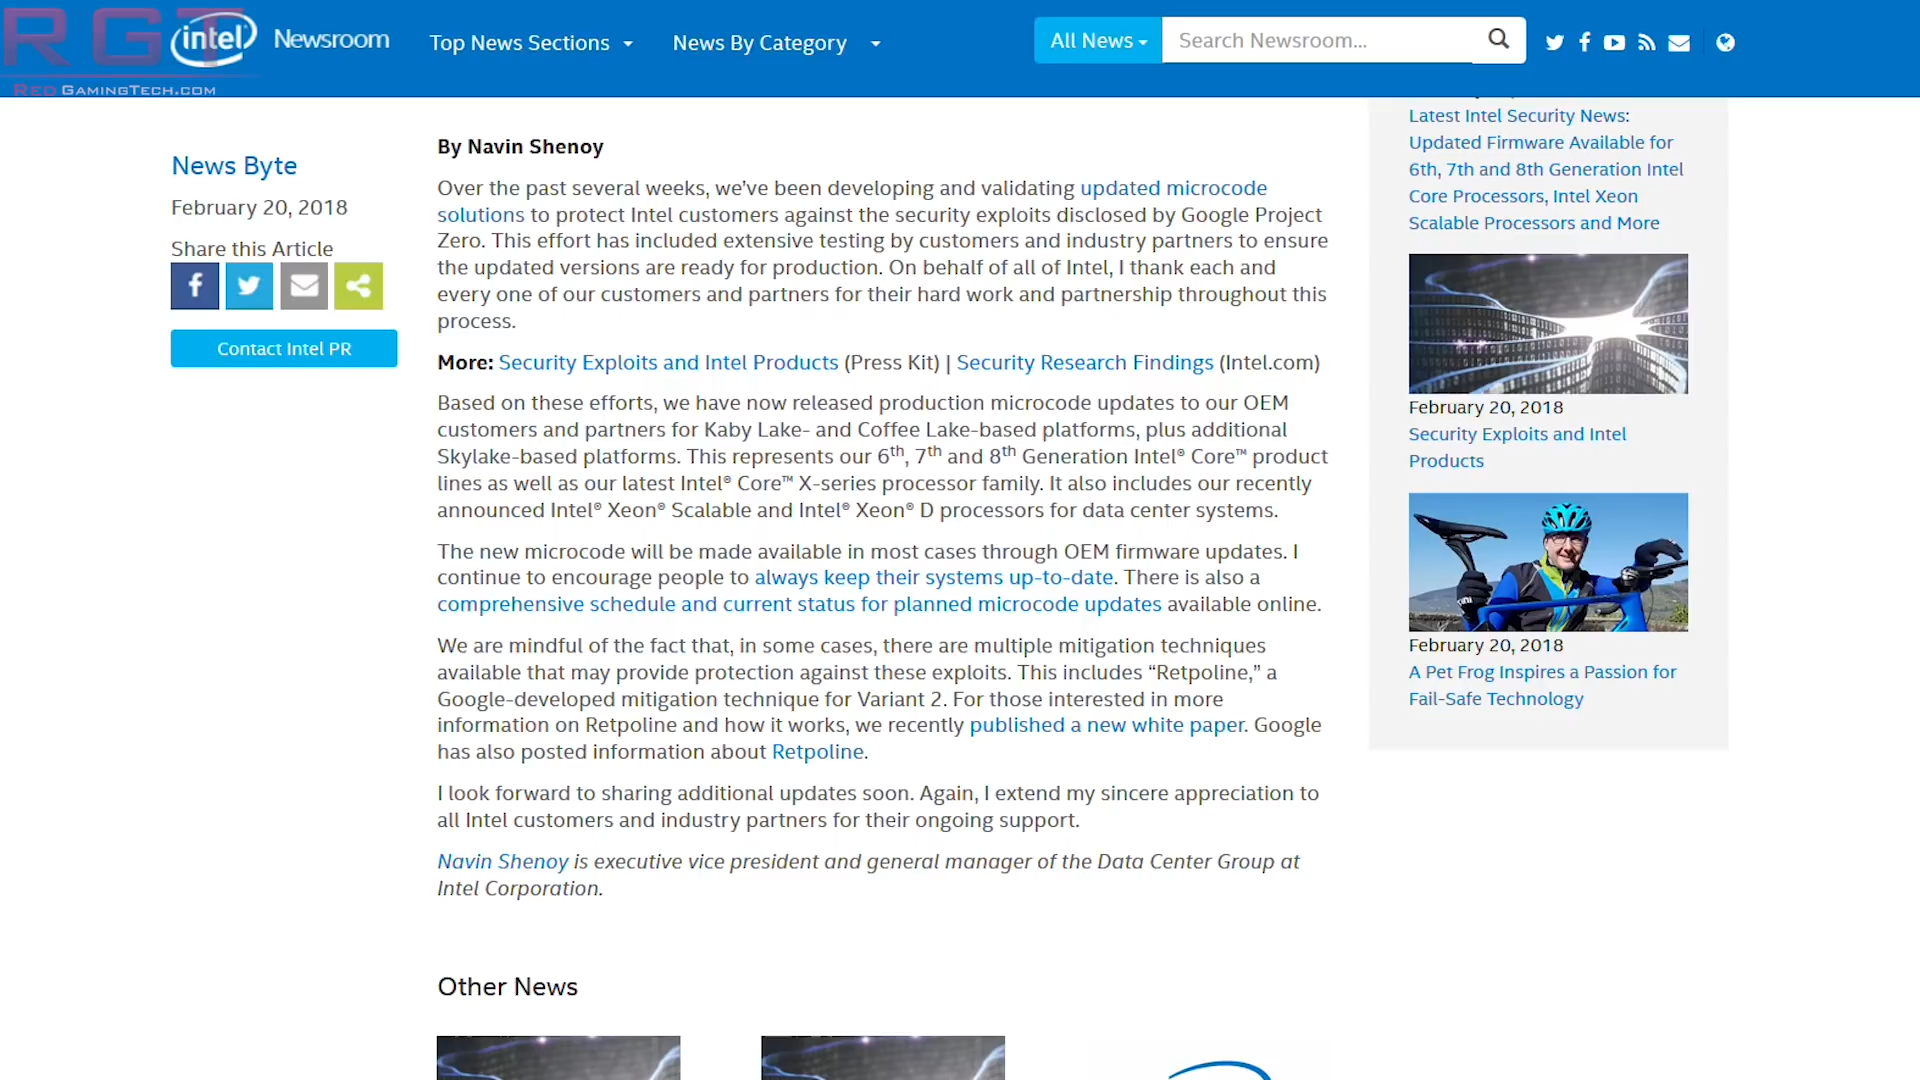 RGT
RED GAMINGTECH.COM
intel Newsroom
Top News Sections
News By Category
All News
Search Newsroom...
News Byte
February 20, 2018
Share this Article
Contact Intel PR
By Navin Shenoy
Over the past several weeks, we’ve been developing and validating updated microcode
solutions to protect Intel customers against the security exploits disclosed by Google Project
Zero. This effort has included extensive testing by customers and industry partners to ensure
the updated versions are ready for production. On behalf of all of Intel, I thank each and
every one of our customers and partners for their hard work and partnership throughout this
process.
More: Security Exploits and Intel Products (Press Kit) | Security Research Findings (Intel.com)
Based on these efforts, we have now released production microcode updates to our OEM
customers and partners for Kaby Lake- and Coffee Lake-based platforms, plus additional
Skylake-based platforms. This represents our 6th, 7th and 8th Generation Intel® Core™ product
lines as well as our latest Intel® Core™ X-series processor family. It also includes our recently
announced Intel® Xeon® Scalable and Intel® Xeon® D processors for data center systems.
The new microcode will be made available in most cases through OEM firmware updates. I
continue to encourage people to always keep their systems up-to-date. There is also a
comprehensive schedule and current status for planned microcode updates available online.
We are mindful of the fact that, in some cases, there are multiple mitigation techniques
available that may provide protection against these exploits. This includes “Retpoline,” a
Google-developed mitigation technique for Variant 2. For those interested in more
information on Retpoline and how it works, we recently published a new white paper. Google
has also posted information about Retpoline.
I look forward to sharing additional updates soon. Again, I extend my sincere appreciation to
all Intel customers and industry partners for their ongoing support.
Navin Shenoy is executive vice president and general manager of the Data Center Group at
Intel Corporation.
Other News
Latest Intel Security News:
Updated Firmware Available for
6th, 7th and 8th Generation Intel
Core Processors, Intel Xeon
Scalable Processors and More
February 20, 2018
Security Exploits and Intel
Products
February 20, 2018
A Pet Frog Inspires a Passion for
Fail-Safe Technology